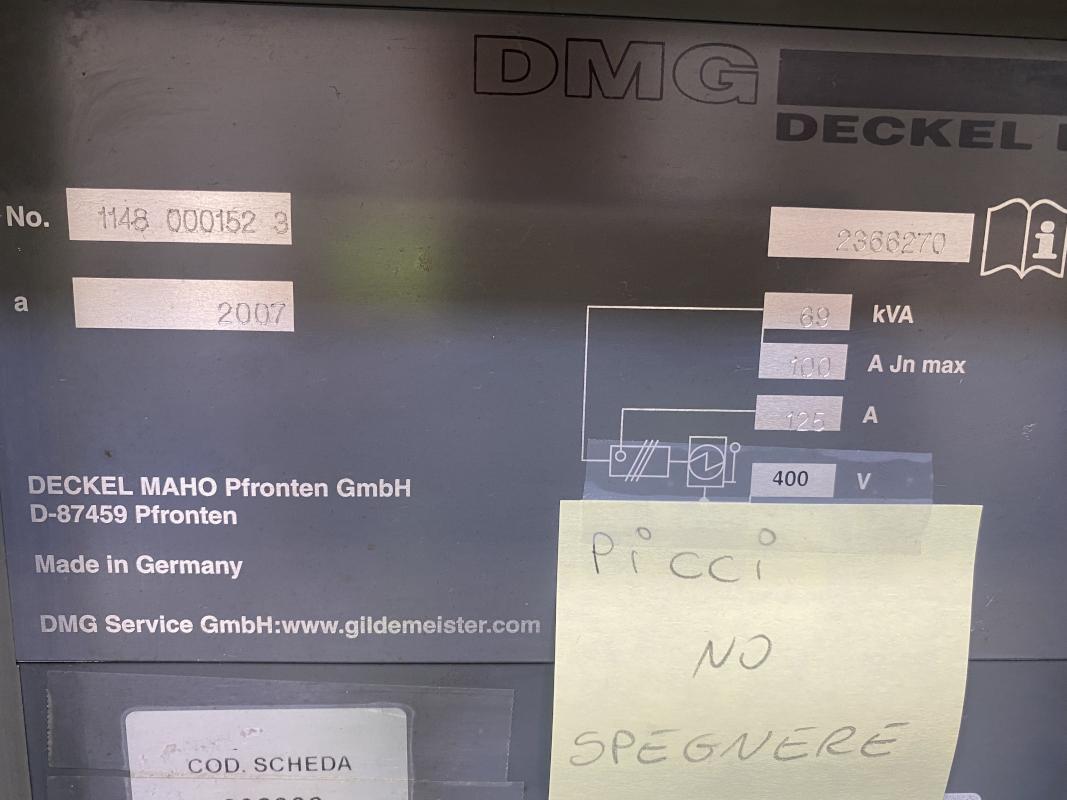 DMG
DECKEL
No. 1148 000152 3
2366270
a 2007
69 kVA
100 A Jn max
125 A
400 V
DECKEL MAHO Pfronten GmbH
D-87459 Pfronten
Made in Germany
DMG Service GmbH:www.gildemeister.com
Picci
NO
SPEGNERE
COD. SCHEDA